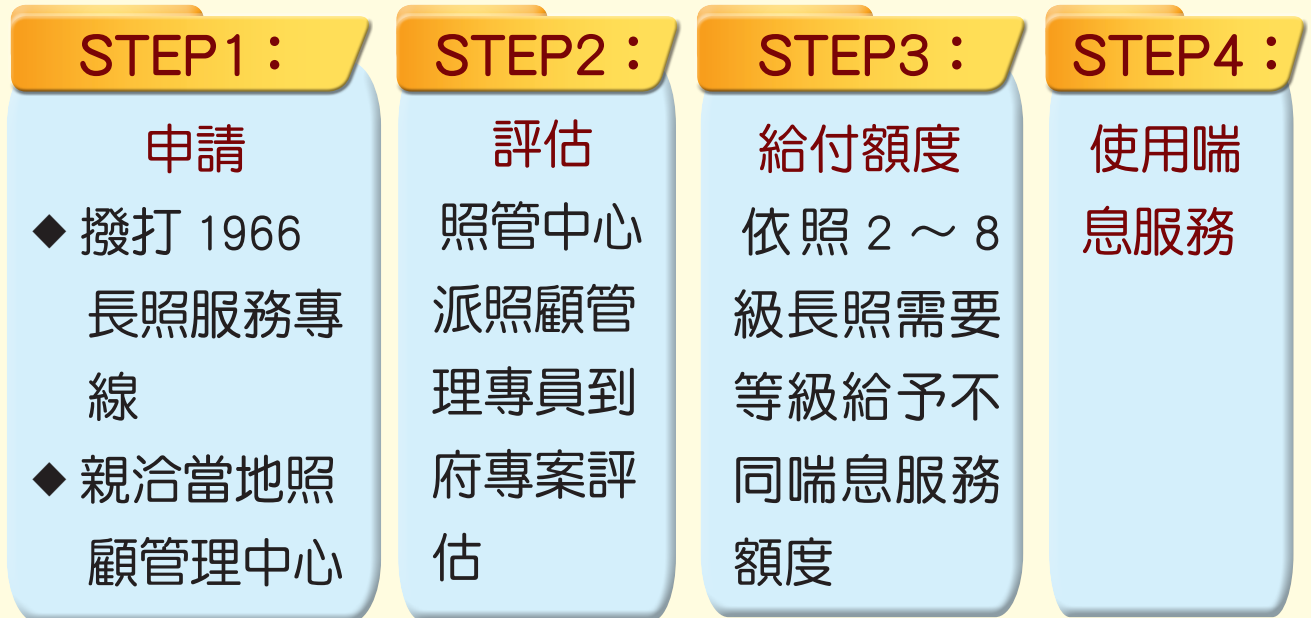 STEP1：
申請
◆ 撥打 1966
長照服務專
線
◆ 親洽當地照
顧管理中心
STEP2：
評估
照管中心
派照顧管
理專員到
府專案評
估
STEP3：
給付額度
依照 2 ～ 8
級長照需要
等級給予不
同喘息服務
額度
STEP4：
使用喘
息服務